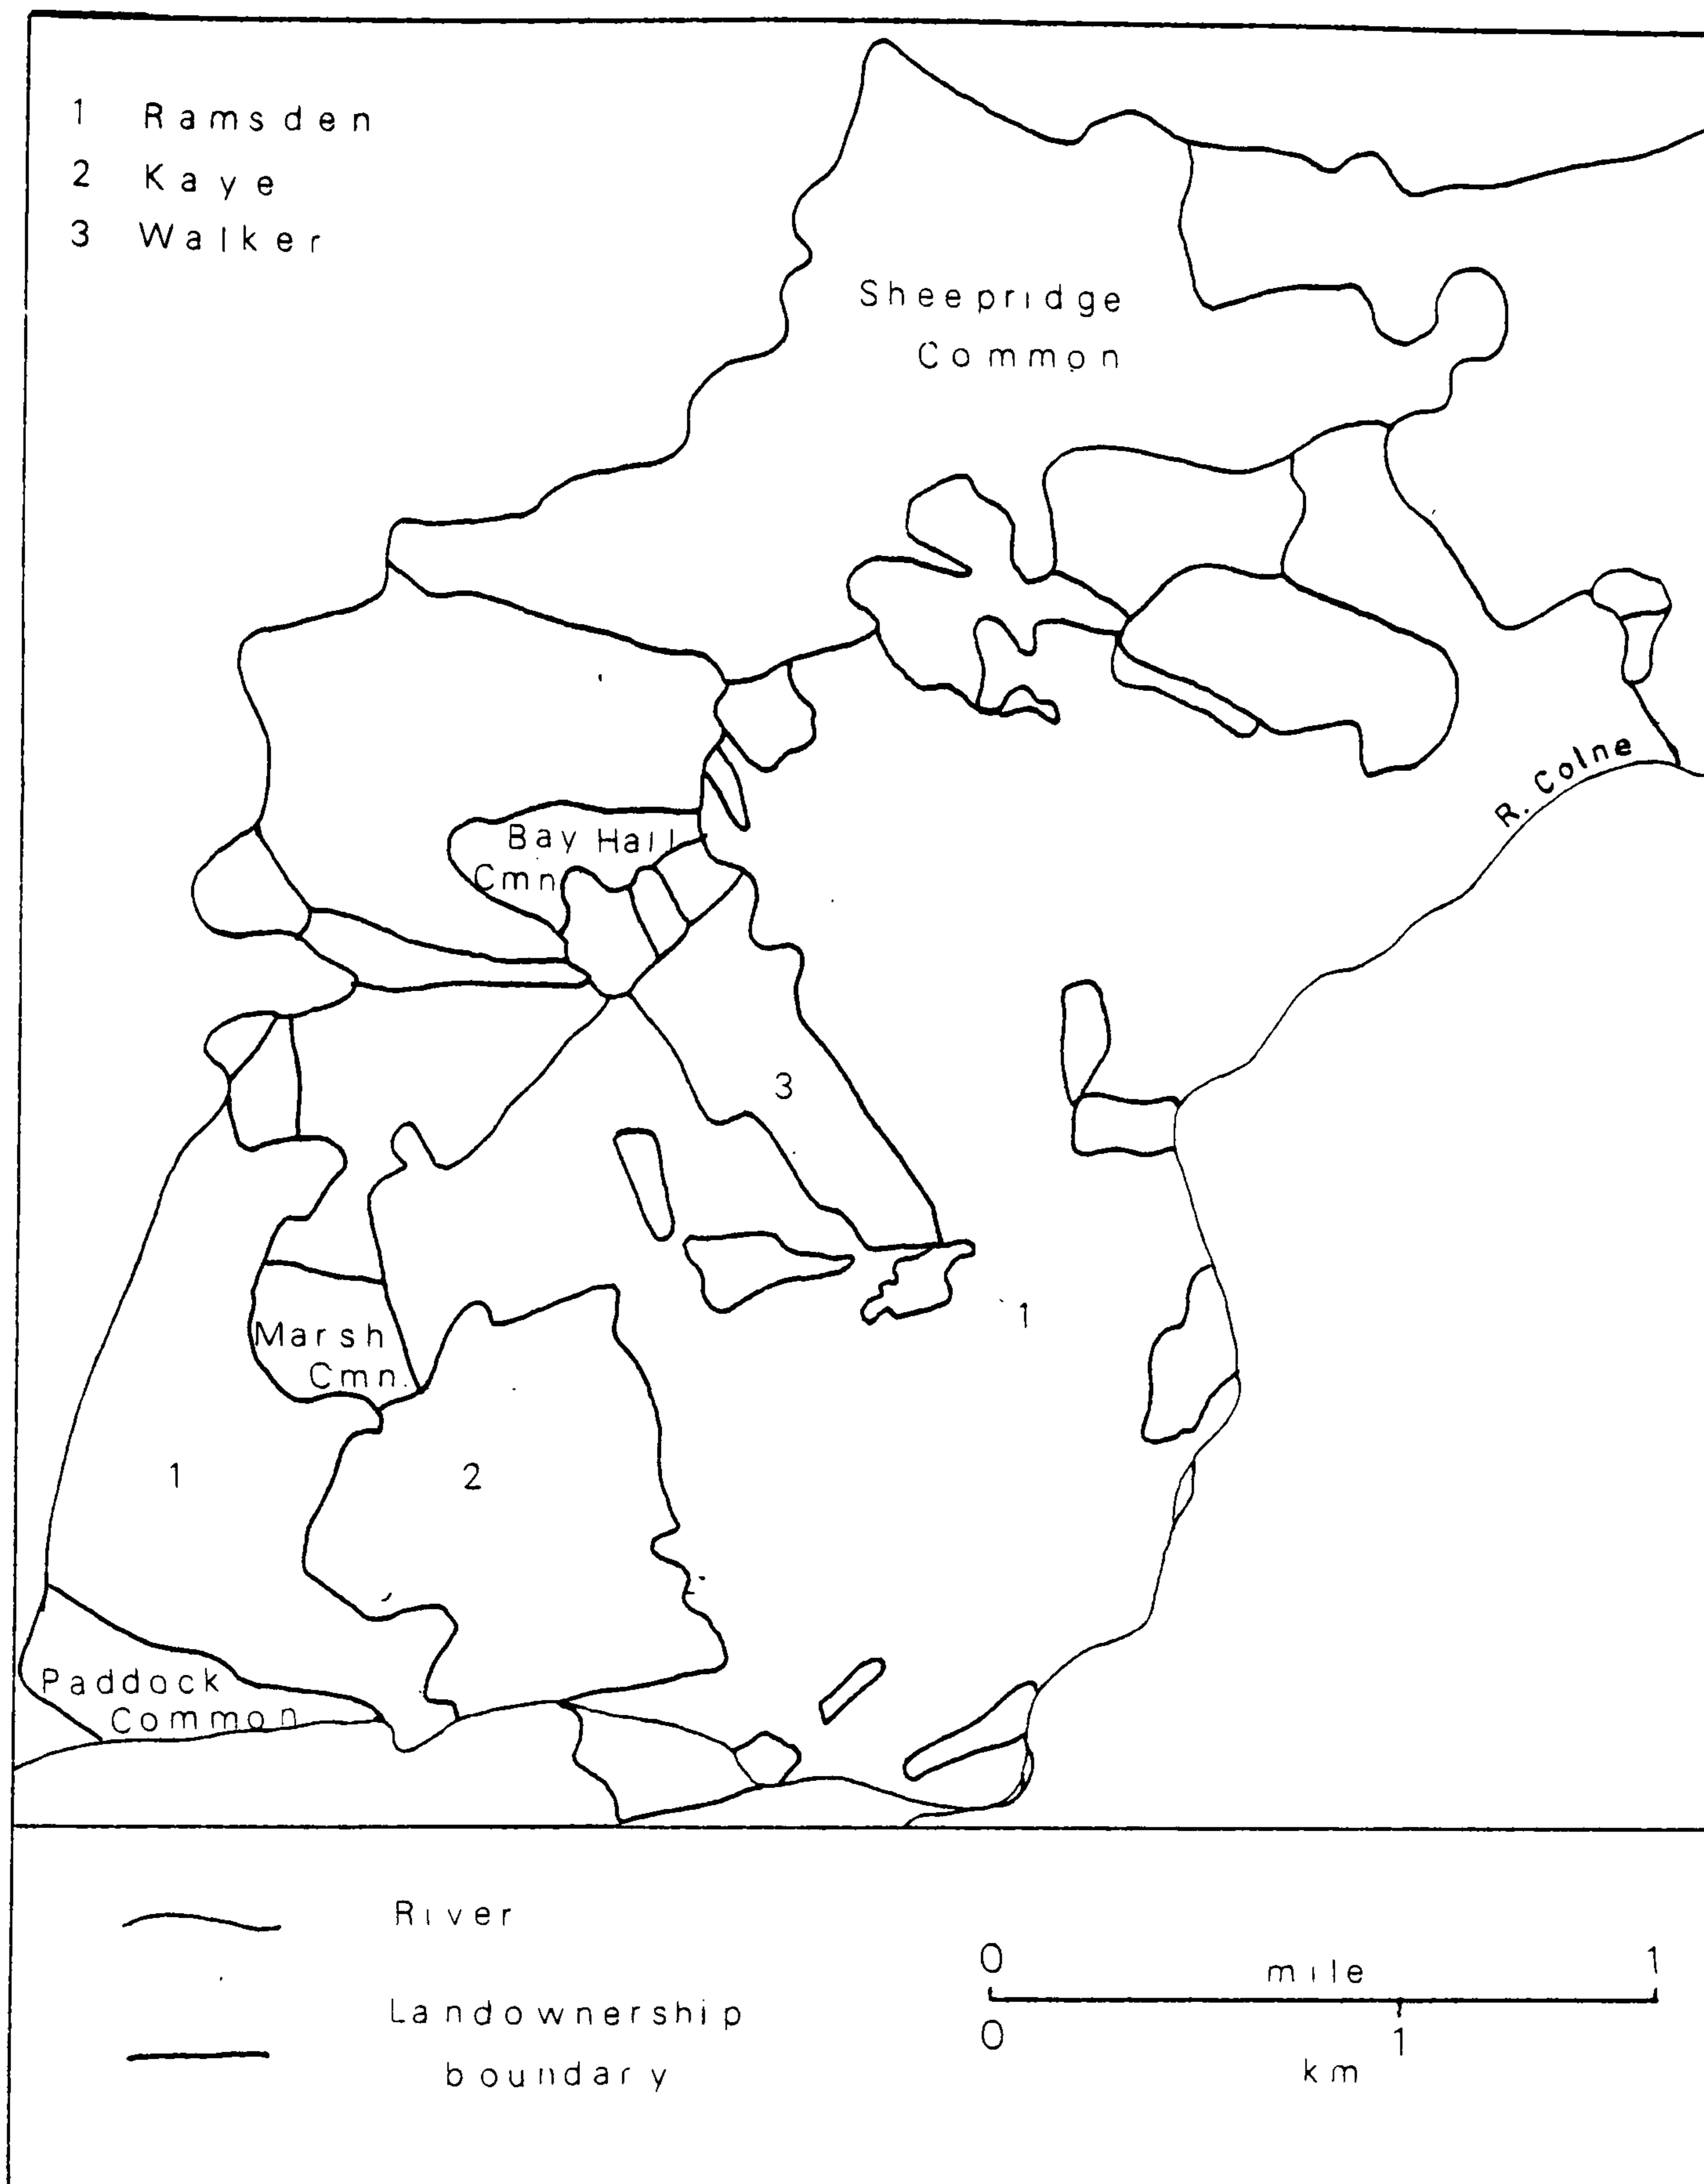 1 Ramsden
2 Kaye
3 Walker
Sheepridge
Common
R. Colne
Bay Hall
Cmn
3
1
Marsh
Cmn.
1
2
Paddock
Common
River
Landownership
boundary
0 mile 1
0 1
km